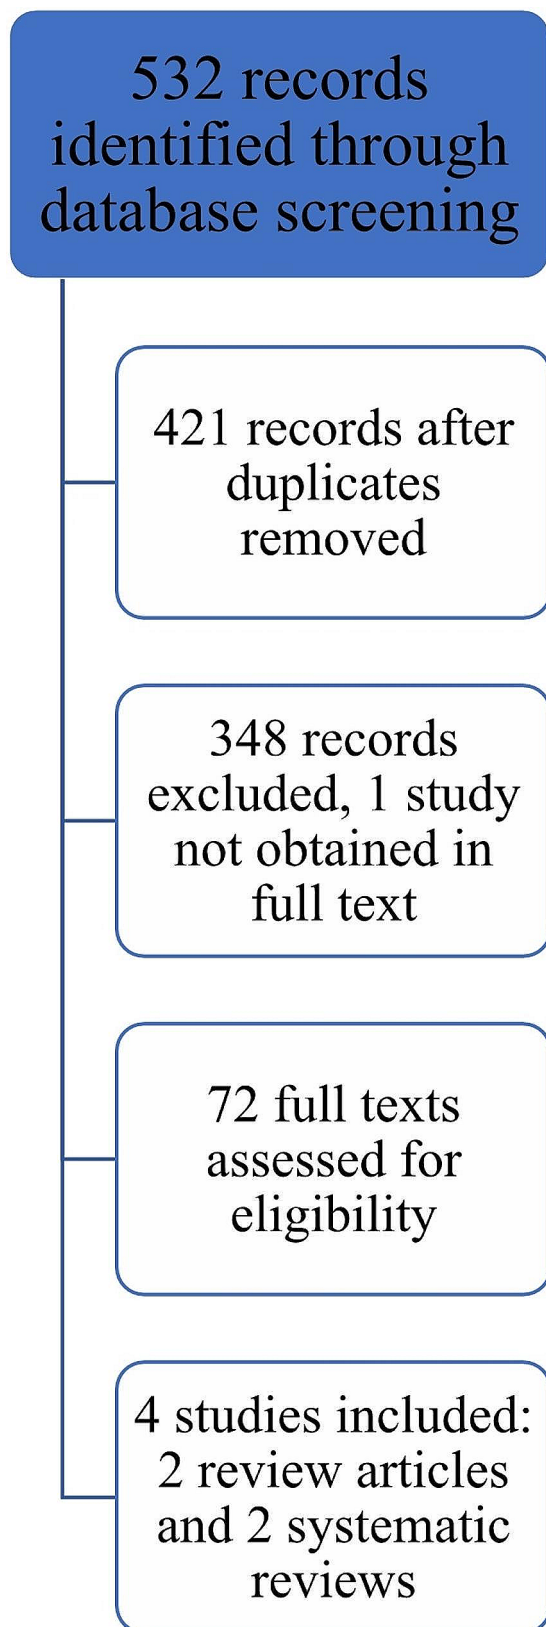 532 records
identified through
database screening
421 records after
duplicates
removed
348 records
excluded, 1 study
not obtained in
full text
72 full texts
assessed for
eligibility
4 studies included:
2 review articles
and 2 systematic
reviews